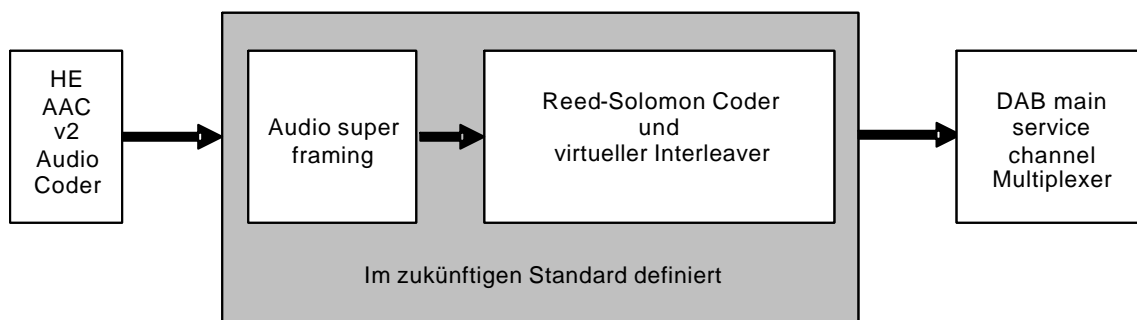 HE
AAC
v2
Audio
Coder
Audio super
framing
Reed-Solomon Coder
und
virtueller Interleaver
DAB main
service
channel
Multiplexer
Im zukünftigen Standard definiert